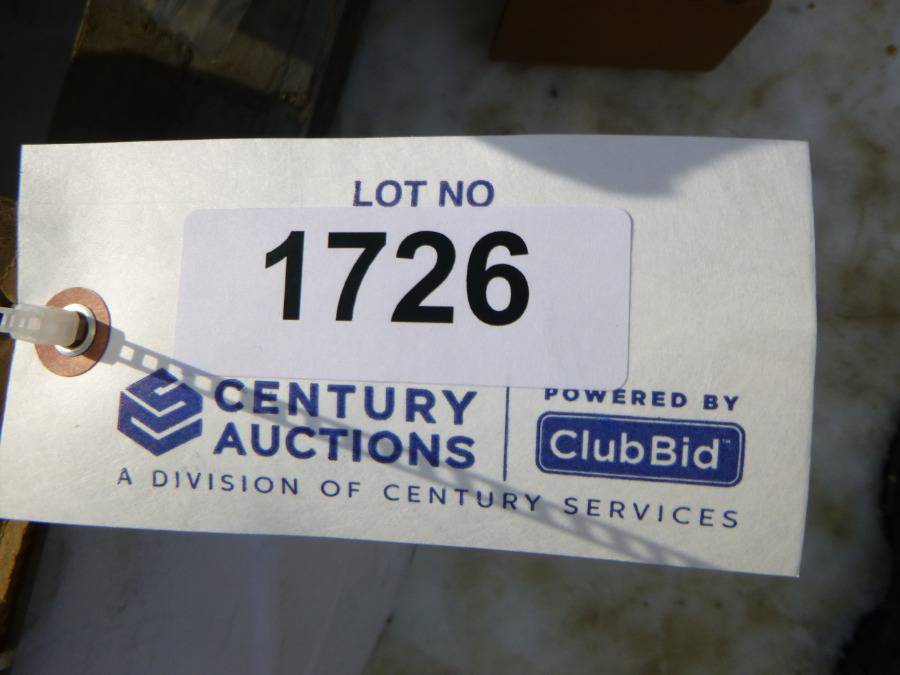 LOT NO
1726
CENTURY
AUCTIONS
POWERED BY
ClubBid™
A DIVISION OF CENTURY SERVICES